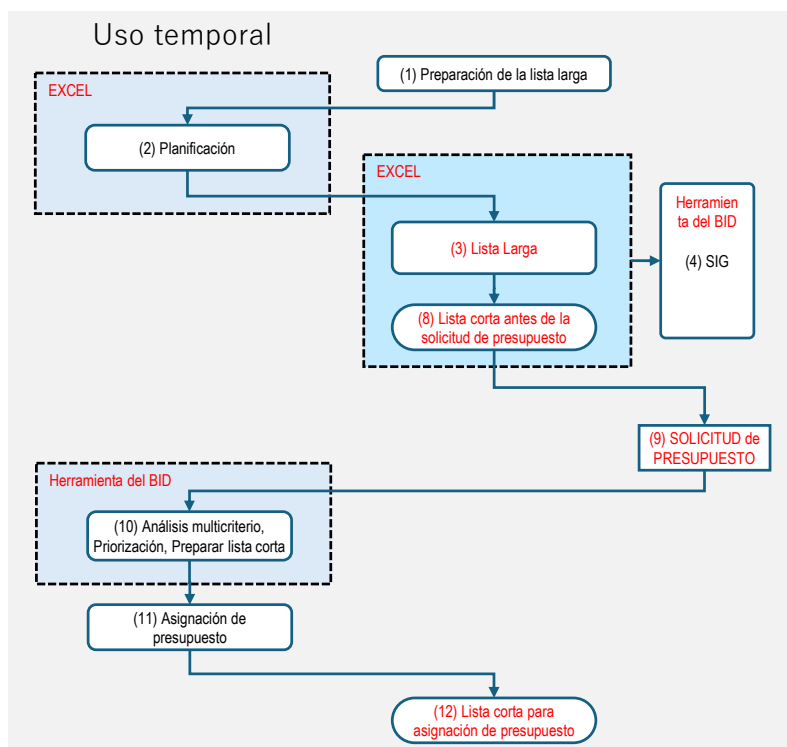 Uso temporal
(1) Preparación de la lista larga
EXCEL
(2) Planificación
EXCEL
(3) Lista Larga
Herramien
ta del BID
(4) SIG
(8) Lista corta antes de la
solicitud de presupuesto
(9) SOLICITUD de
PRESUPUESTO
Herramienta del BID
(10) Análisis multicriterio,
Priorización, Preparar lista corta
(11) Asignación de
presupuesto
(12) Lista corta para
asignación de presupuesto